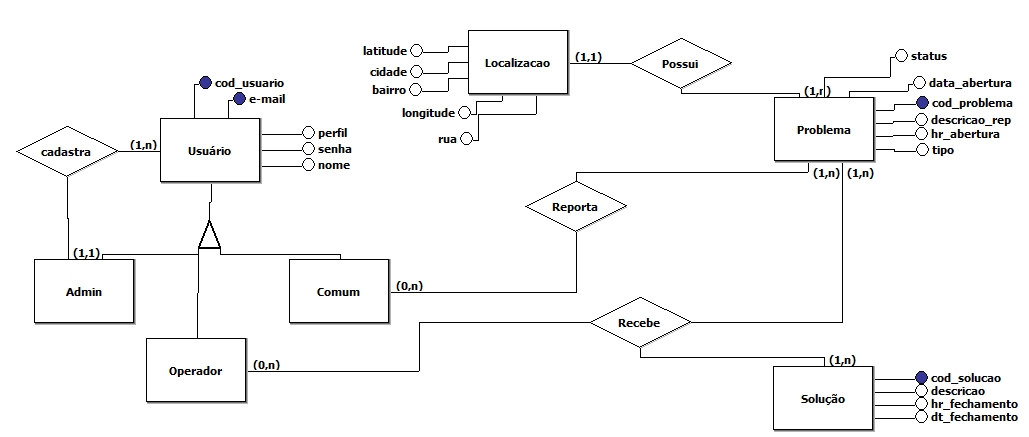 latitude
cidade
bairro
longitude
rua
Localizacao
(1,1)
Possui
(1,n)
status
data_abertura
cod_problema
descricao_rep
hr_abertura
tipo
Problema
(1,n)
(1,n)
cod_usuario
e-mail
perfil
senha
nome
Usuário
(1,n)
cadastra
(1,1)
Admin
Operador
(0,n)
Comum
(0,n)
Reporta
Recebe
(1,n)
Solução
cod_solucao
descricao
hr_fechamento
dt_fechamento